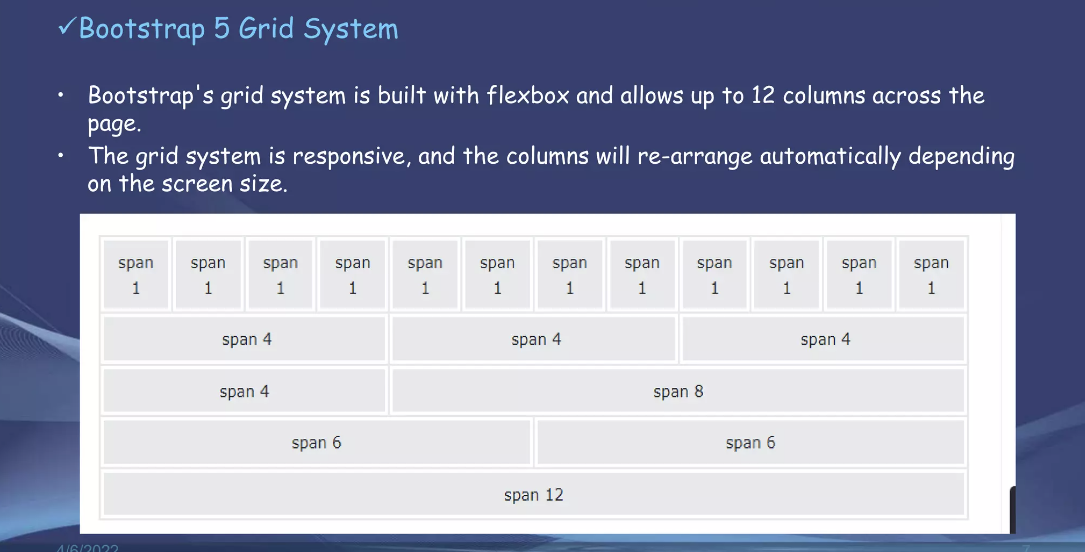 ✓Bootstrap 5 Grid System
• Bootstrap's grid system is built with flexbox and allows up to 12 columns across the
page.
• The grid system is responsive, and the columns will re-arrange automatically depending
on the screen size.
span span span span span span span span span span span span
1 1 1 1 1 1 1 1 1 1 1 1
span 4 span 4 span 4
span 4 span 8
span 6 span 6
span 12
4/6/2022 7